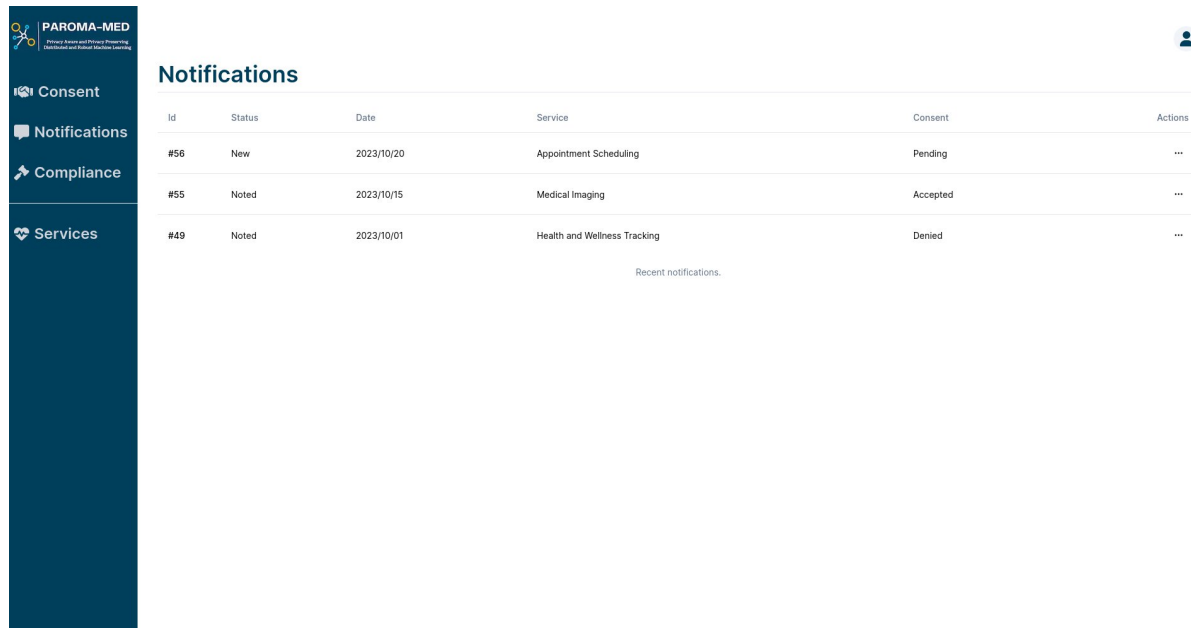 PAROMA-MED
Privacy Aware and Privacy Preserving
Distributed and Robust Machine Learning
Consent
Notifications
Compliance
Services
Notifications
Id Status Date Service Consent Actions
#56 New 2023/10/20 Appointment Scheduling Pending ...
#55 Noted 2023/10/15 Medical Imaging Accepted ...
#49 Noted 2023/10/01 Health and Wellness Tracking Denied ...
Recent notifications.